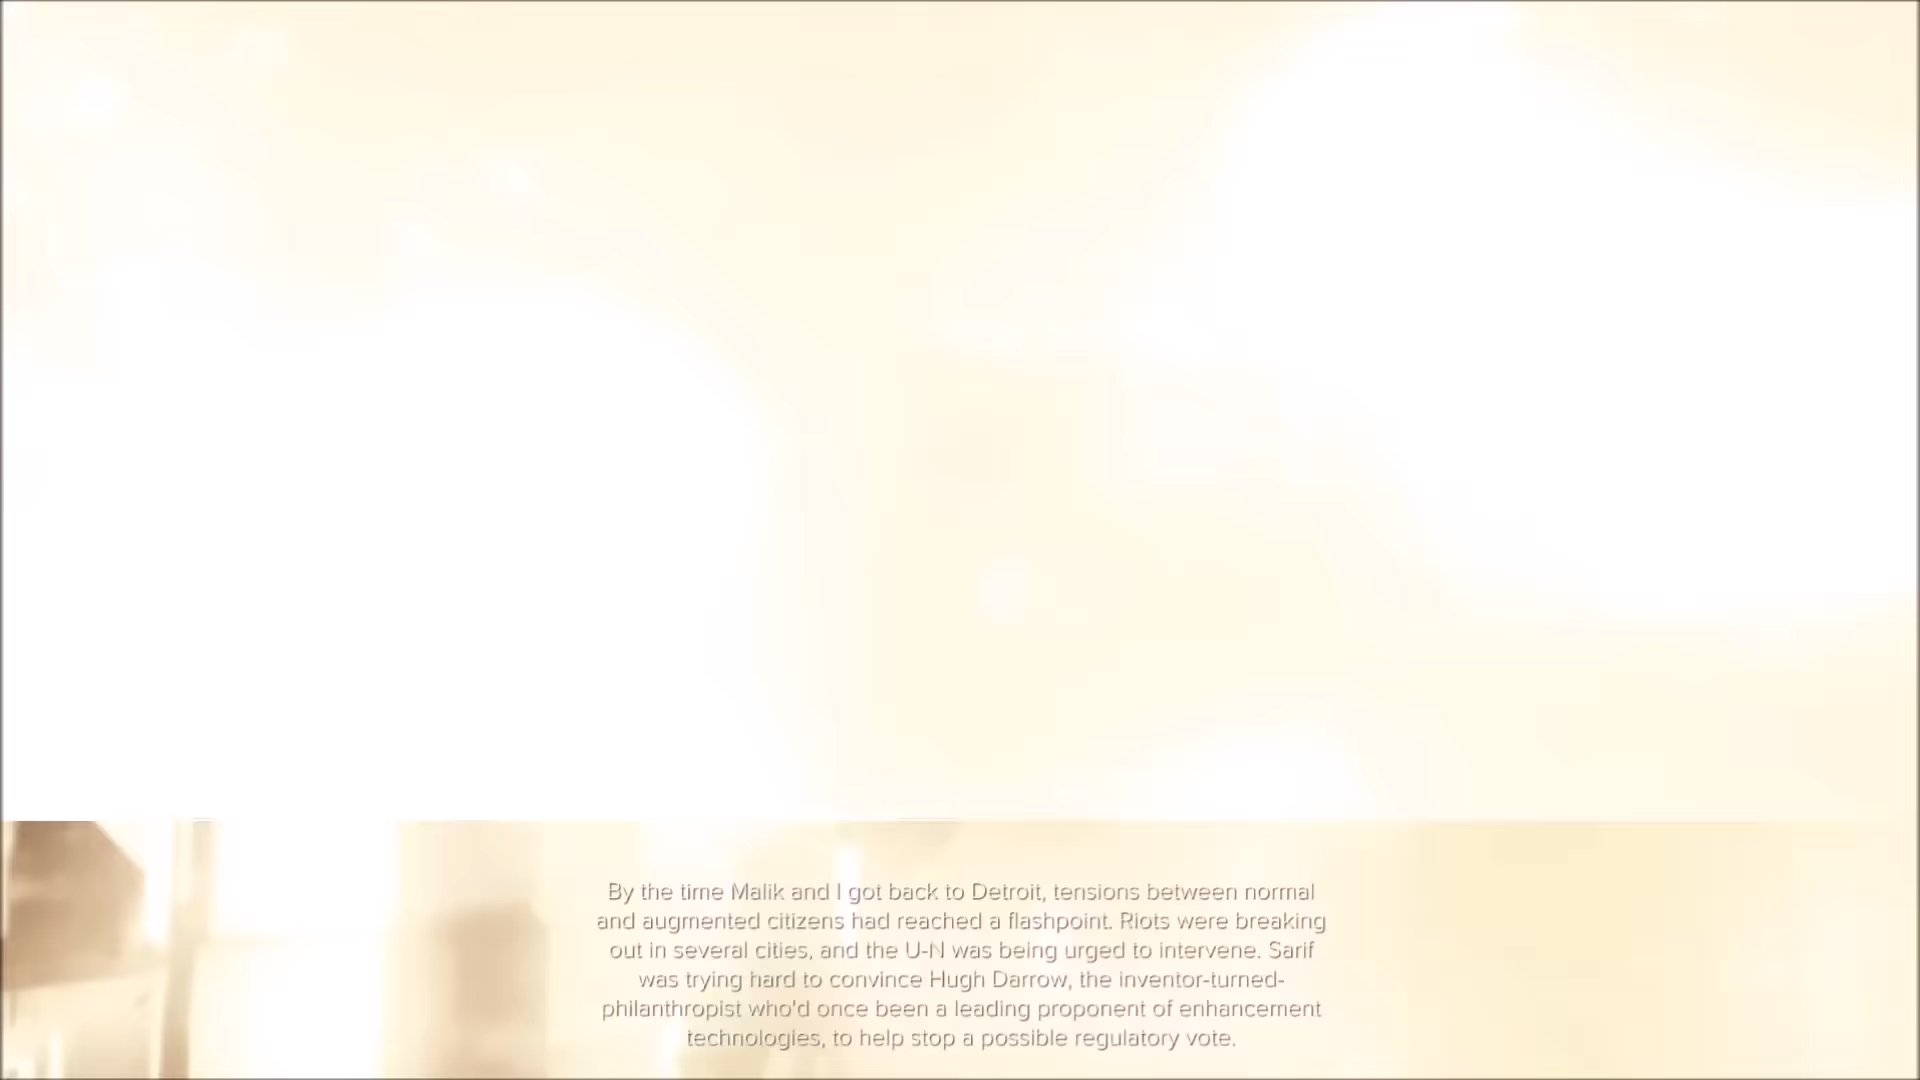 By the time Malik and I got back to Detroit, tensions between normal
and augmented citizens had reached a flashpoint. Riots were breaking
out in several cities, and the U-N was being urged to intervene. Sarif
was trying hard to convince Hugh Darrow, the inventor-turned-
philanthropist who'd once been a leading proponent of enhancement
technologies, to help stop a possible regulatory vote.